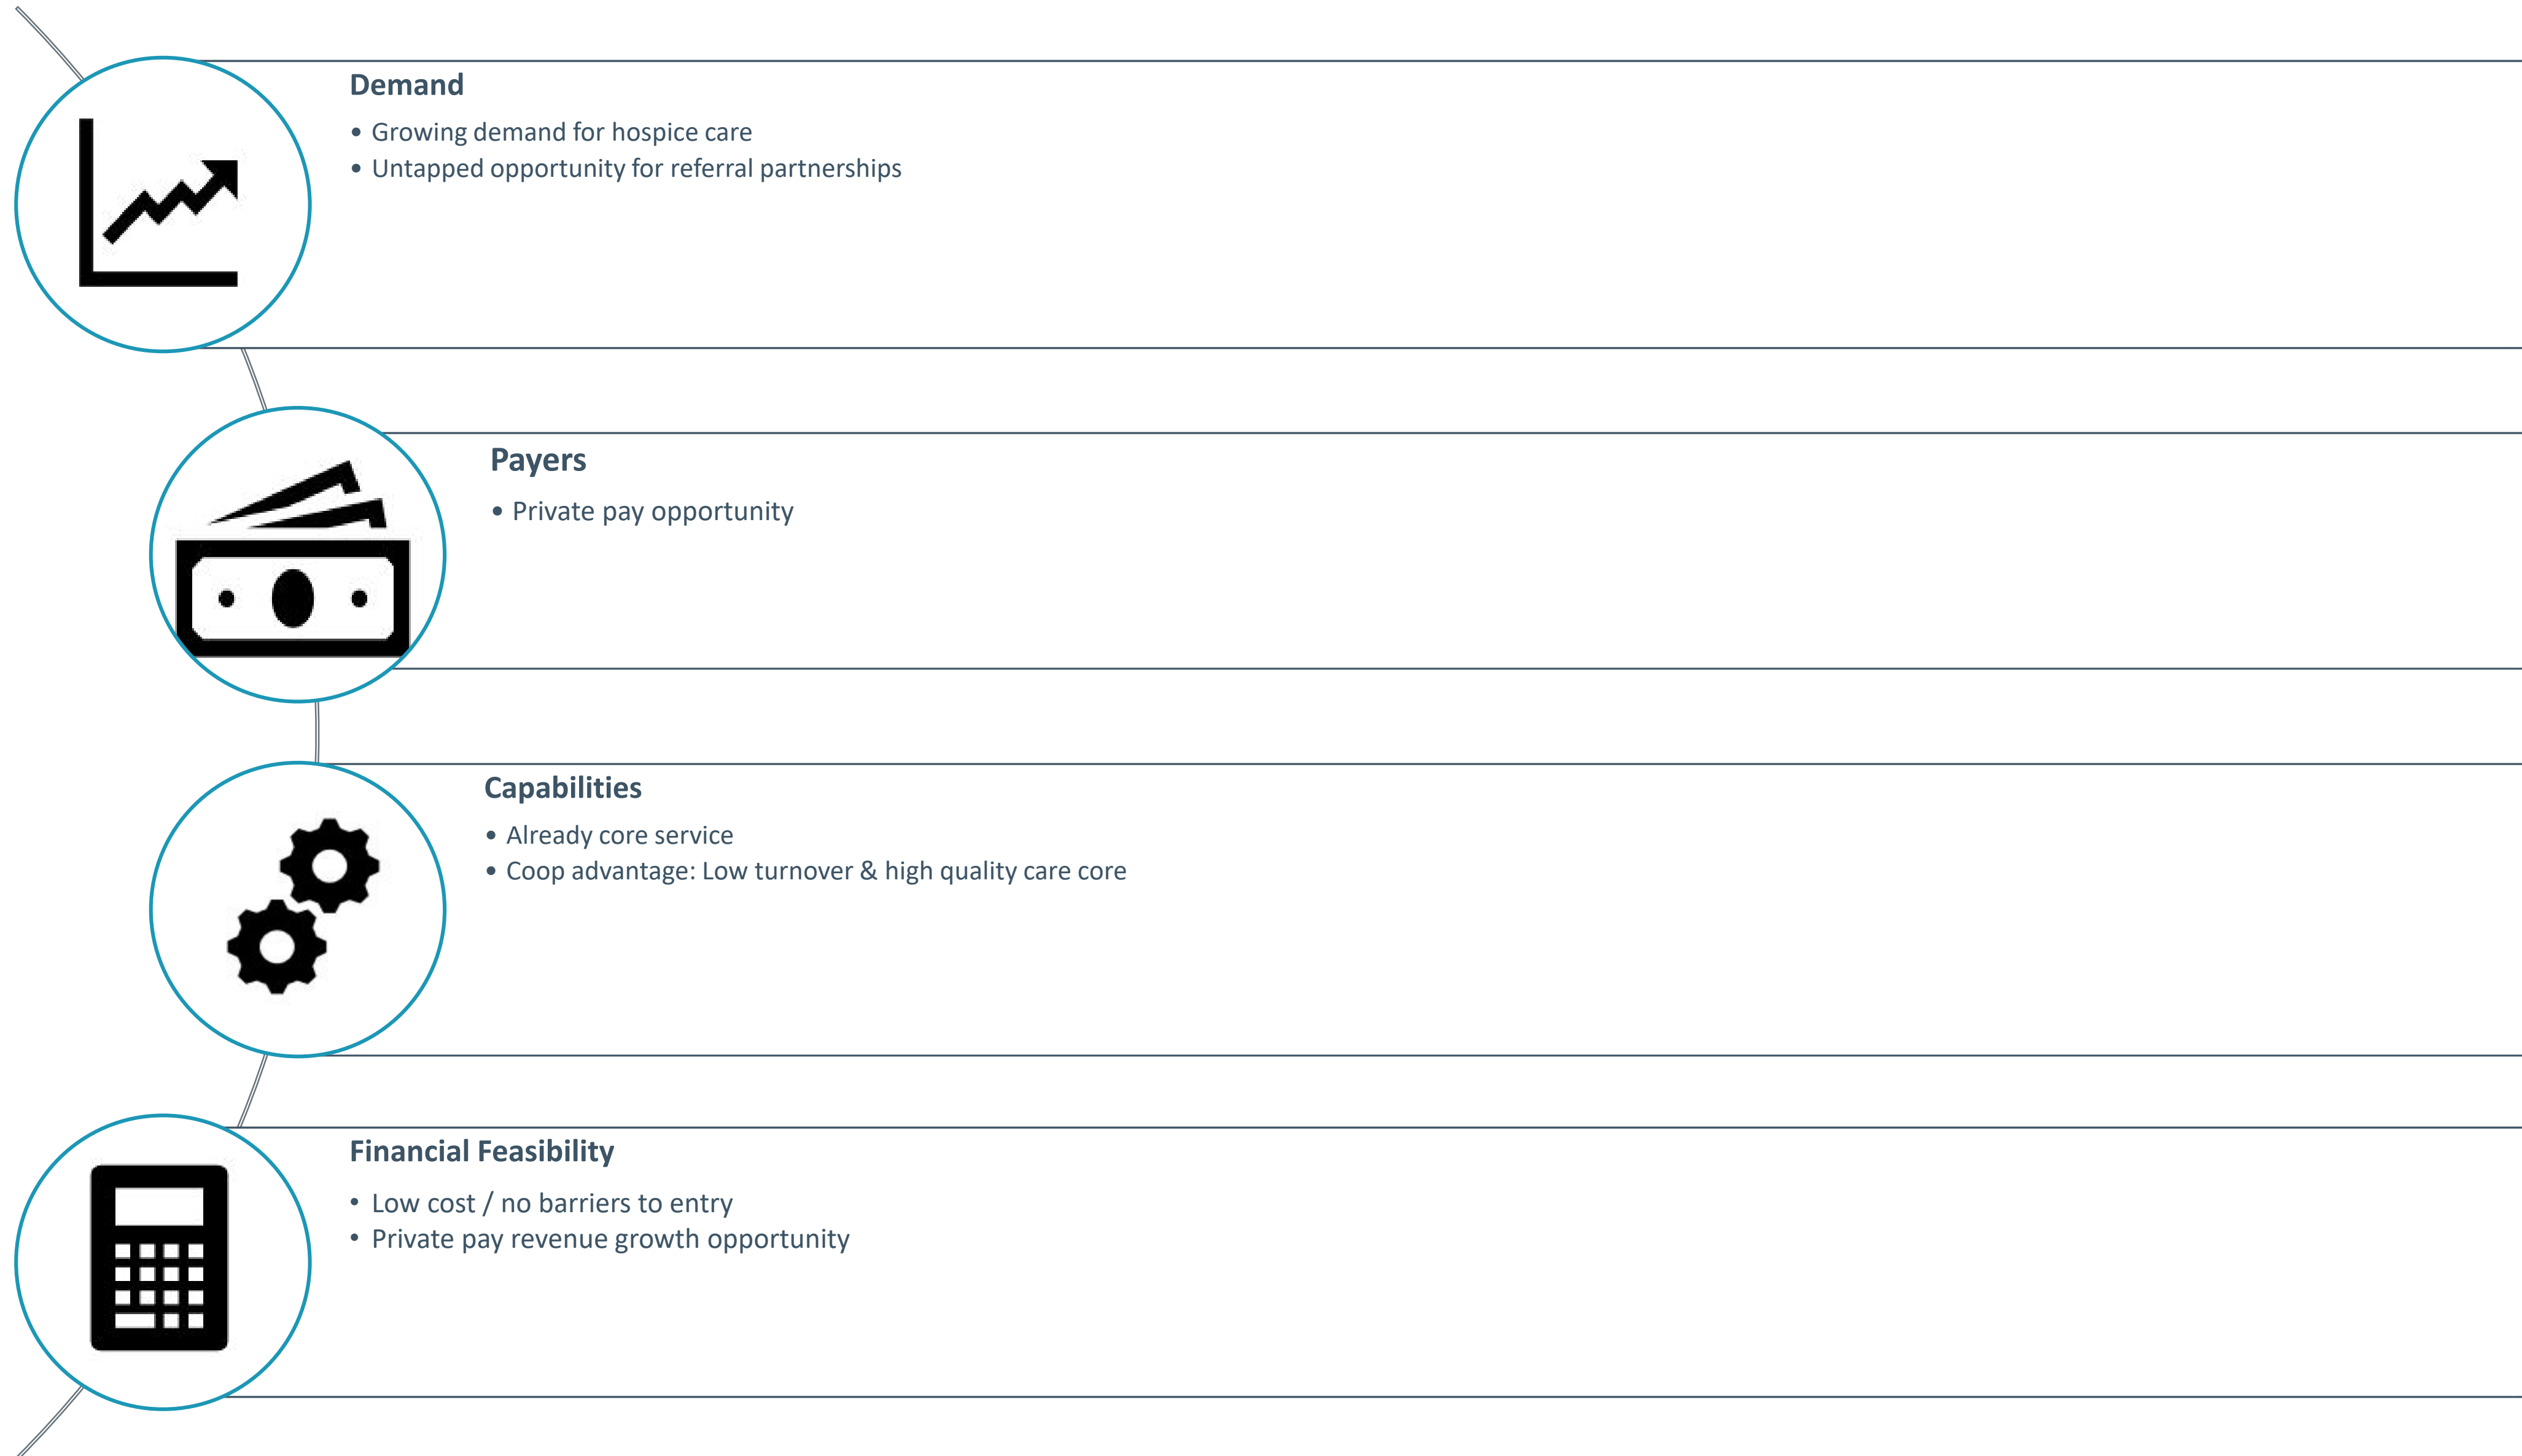 Demand
• Growing demand for hospice care
• Untapped opportunity for referral partnerships
Payers
• Private pay opportunity
Capabilities
• Already core service
• Coop advantage: Low turnover & high quality care core
Financial Feasibility
• Low cost / no barriers to entry
• Private pay revenue growth opportunity